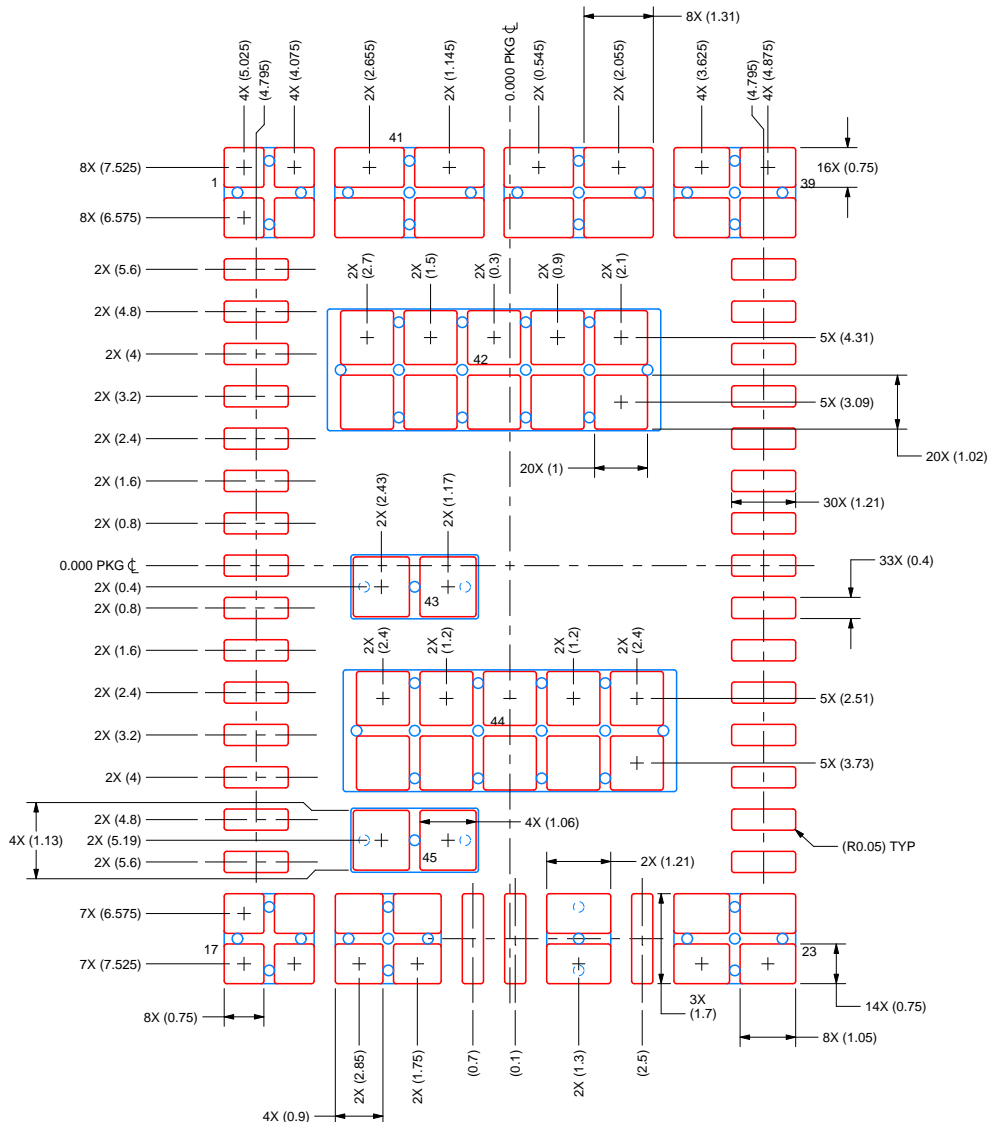 8X (1.31)
4X (5.025)
(4.795)
4X (4.075)
2X (2.655)
2X (1.145)
0.000 PKG ℄
2X (0.545)
2X (2.055)
4X (3.625)
(4.795)
4X (4.875)
41
8X (7.525)
1
16X (0.75)
39
8X (6.575)
2X (5.6)
2X
(2.7)
2X
(1.5)
2X
(0.3)
2X
(0.9)
2X
(2.1)
2X (4.8)
5X (4.31)
2X (4)
42
2X (3.2)
5X (3.09)
2X (2.4)
20X (1.02)
20X (1)
2X (1.6)
2X (2.43)
2X (1.17)
30X (1.21)
2X (0.8)
0.000 PKG ℄
33X (0.4)
2X (0.4)
43
2X (0.8)
2X (1.6)
2X
(2.4)
2X
(1.2)
2X
(1.2)
2X
(2.4)
2X (2.4)
5X (2.51)
44
2X (3.2)
5X (3.73)
2X (4)
2X (4.8)
4X (1.06)
4X (1.13)
2X (5.19)
(R0.05) TYP
45
2X (5.6)
2X (1.21)
7X (6.575)
17
23
7X (7.525)
3X
(1.7)
14X (0.75)
8X (0.75)
8X (1.05)
2X (2.85)
2X (1.75)
(0.7)
(0.1)
2X (1.3)
(2.5)
4X (0.9)